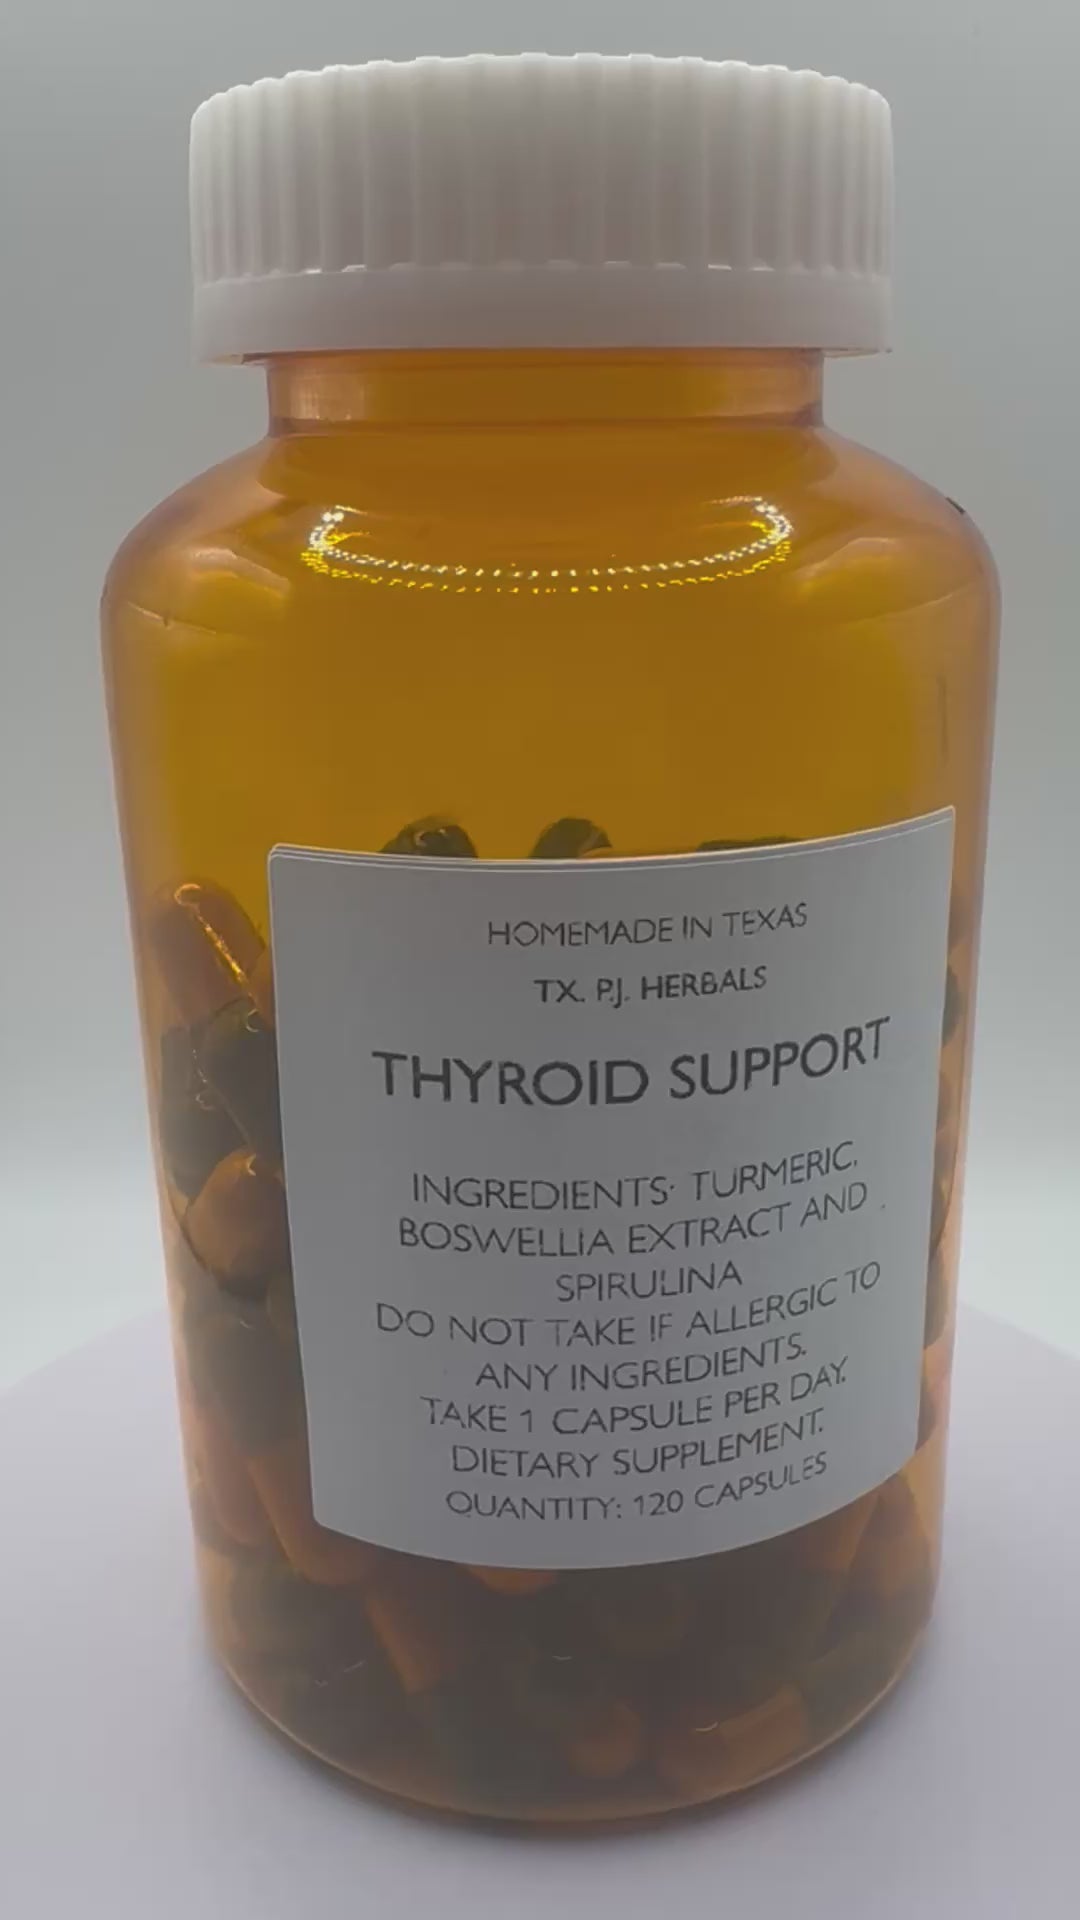 HOMEMADE IN TEXAS
TX. P.J. HERBALS
THYROID SUPPORT
INGREDIENTS: TURMERIC,
BOSWELLIA EXTRACT AND
SPIRULINA
DO NOT TAKE IF ALLERGIC TO
ANY INGREDIENTS.
TAKE 1 CAPSULE PER DAY.
DIETARY SUPPLEMENT.
QUANTITY: 120 CAPSULES